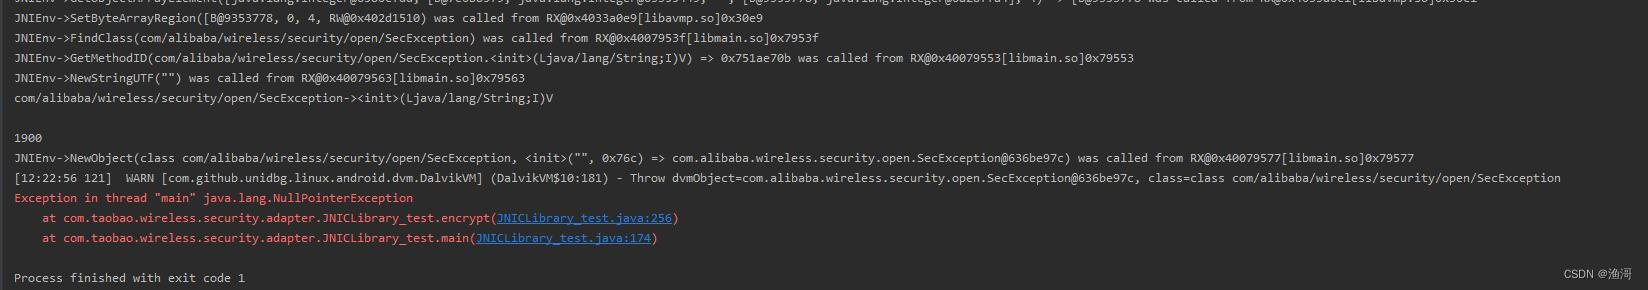 JNIEnv->SetByteArrayRegion([B@9353778, 0, 4, RW@0x402d1510) was called from RX@0x4033a0e9[libavmp.so]0x30e9
JNIEnv->FindClass(com/alibaba/wireless/security/open/SecException) was called from RX@0x4007953f[libmain.so]0x7953f
JNIEnv->GetMethodID(com/alibaba/wireless/security/open/SecException.<init>(Ljava/lang/String;I)V) => 0x751ae70b was called from RX@0x40079553[libmain.so]0x79553
JNIEnv->NewStringUTF("") was called from RX@0x40079563[libmain.so]0x79563
com/alibaba/wireless/security/open/SecException-><init>(Ljava/lang/String;I)V
1900
JNIEnv->NewObject(class com/alibaba/wireless/security/open/SecException, <init>("", 0x76c) => com.alibaba.wireless.security.open.SecException@636be97c) was called from RX@0x40079577[libmain.so]0x79577
[12:22:56 121]  WARN [com.github.unidbg.linux.android.dvm.DalvikVM] (DalvikVM$10:181) - Throw dvmObject=com.alibaba.wireless.security.open.SecException@636be97c, class=class com/alibaba/wireless/security/open/SecException
Exception in thread "main" java.lang.NullPointerException
at com.taobao.wireless.security.adapter.JNICLibrary_test.encrypt(JNICLibrary_test.java:256)
at com.taobao.wireless.security.adapter.JNICLibrary_test.main(JNICLibrary_test.java:174)
Process finished with exit code 1
CSDN @渔滒